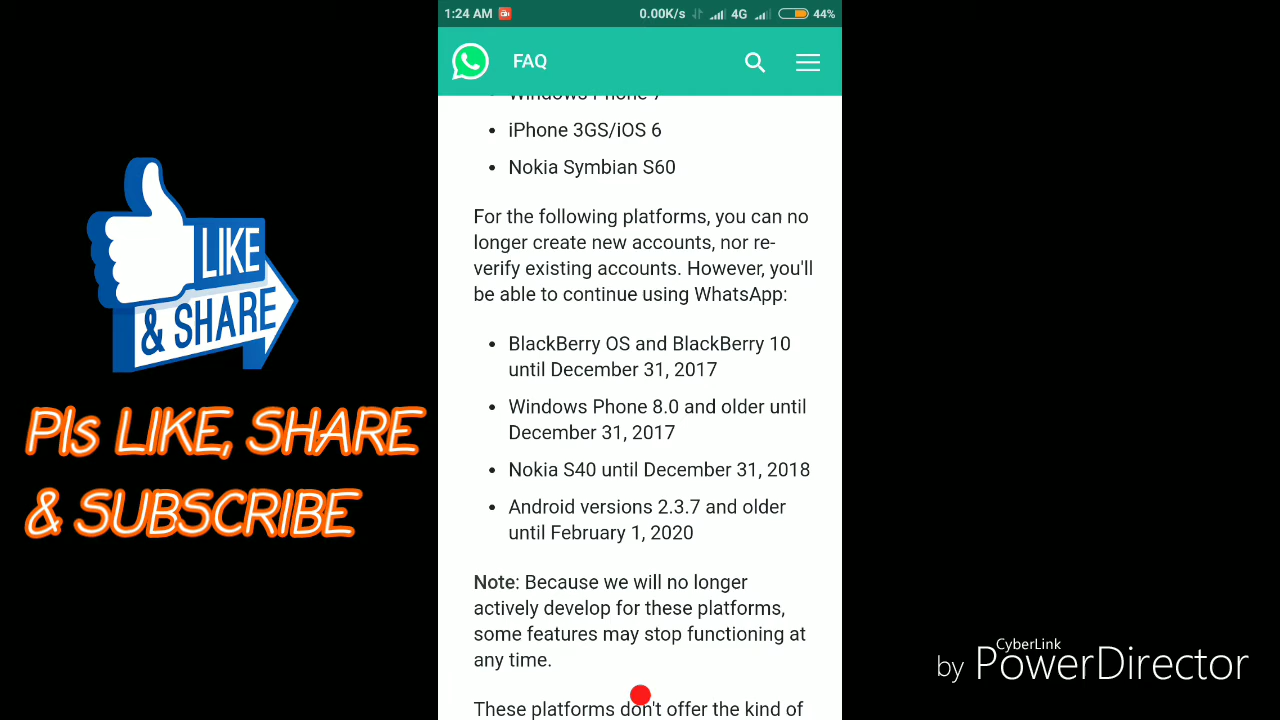 1:24 AM
0.00K/s
4G
44%
FAQ
Windows Phone 7
• iPhone 3GS/iOS 6
• Nokia Symbian S60
For the following platforms, you can no
longer create new accounts, nor re-
verify existing accounts. However, you'll
be able to continue using WhatsApp:
• BlackBerry OS and BlackBerry 10
until December 31, 2017
• Windows Phone 8.0 and older until
December 31, 2017
• Nokia S40 until December 31, 2018
• Android versions 2.3.7 and older
until February 1, 2020
Note: Because we will no longer
actively develop for these platforms,
some features may stop functioning at
any time.
These platforms don't offer the kind of
LIKE
& SHARE
Pls LIKE, SHARE
& SUBSCRIBE
CyberLink
by PowerDirector